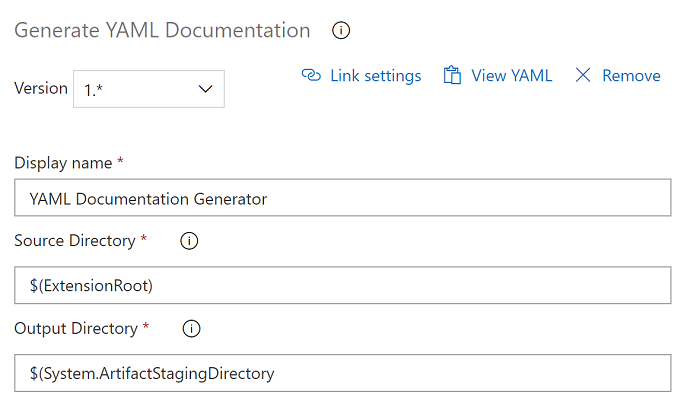 Generate YAML Documentation
Version 1.* Link settings View YAML Remove
Display name *
YAML Documentation Generator
Source Directory *
$(ExtensionRoot)
Output Directory *
$(System.ArtifactStagingDirectory